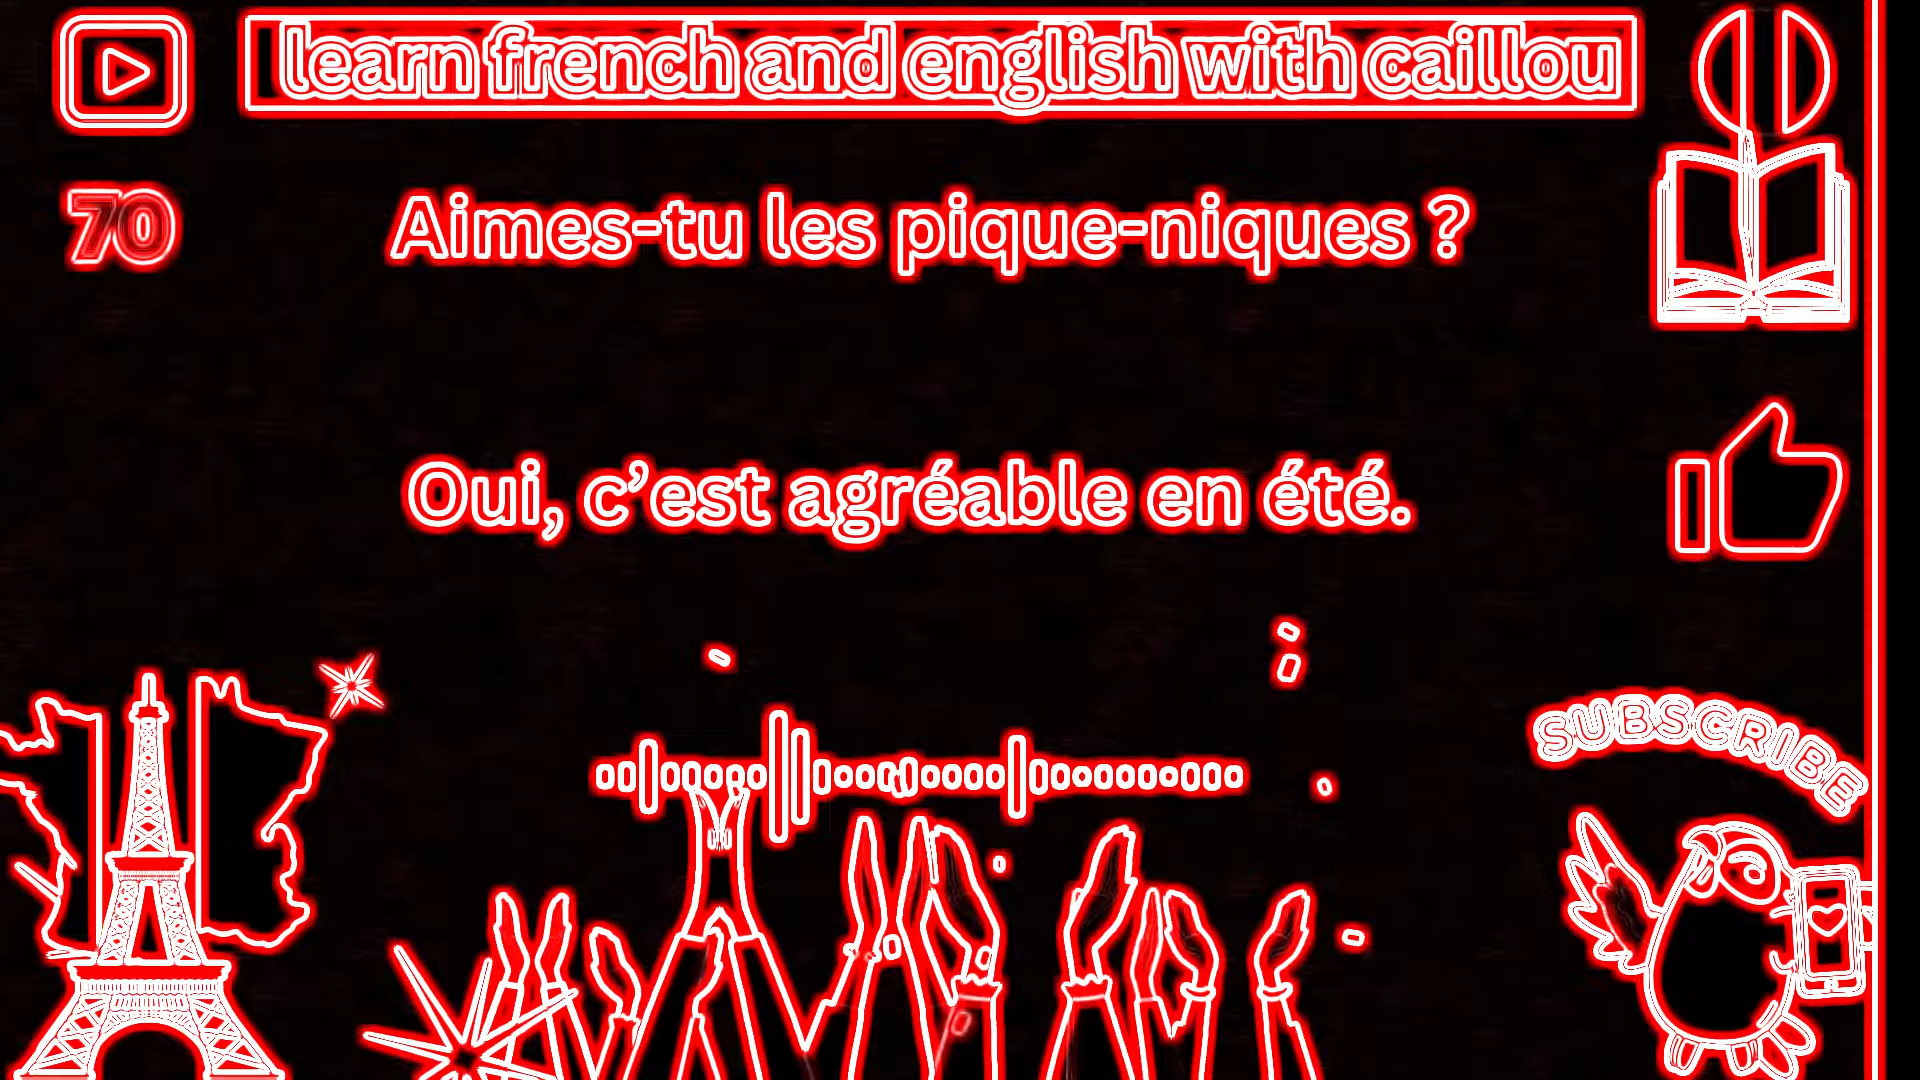 learn french and english with caillou
70
Aimes-tu les pique-niques ?
Oui, c’est agréable en été.
SUBSCRIBE